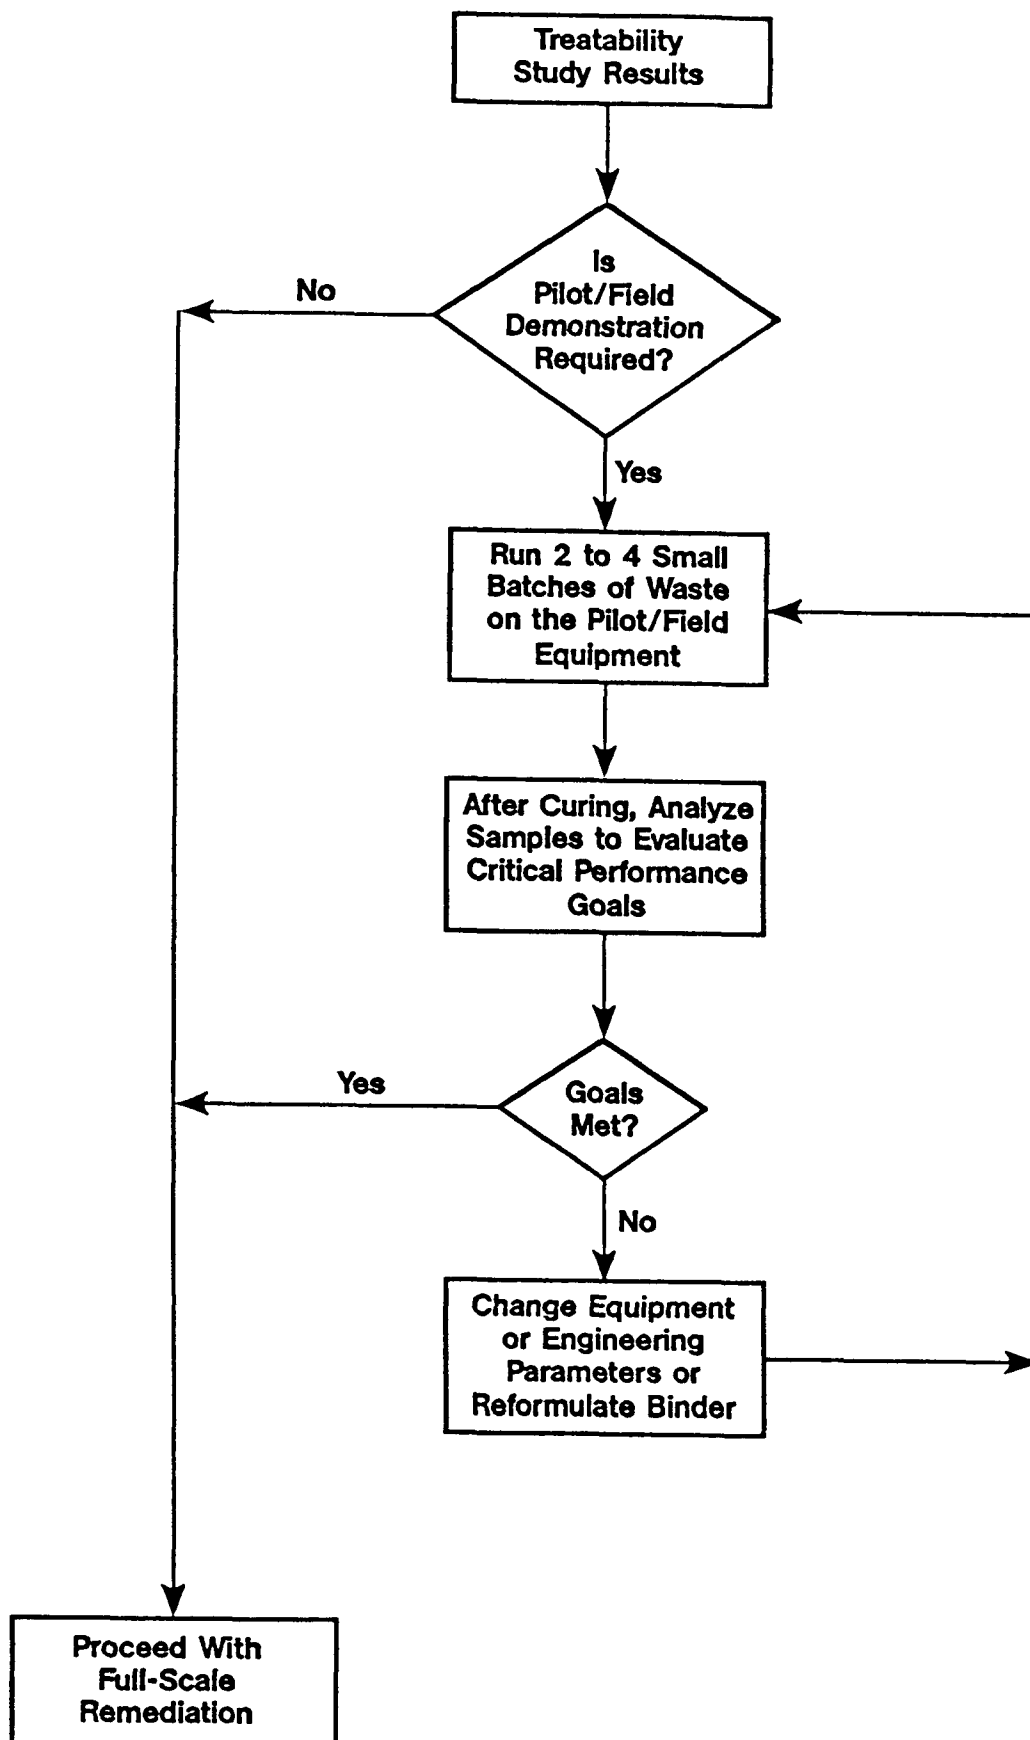 Treatability
Study Results
Is
Pilot/Field
Demonstration
Required?
No
Yes
Run 2 to 4 Small
Batches of Waste
on the Pilot/Field
Equipment
After Curing, Analyze
Samples to Evaluate
Critical Performance
Goals
Goals
Met?
Yes
No
Change Equipment
or Engineering
Parameters or
Reformulate Binder
Proceed With
Full-Scale
Remediation